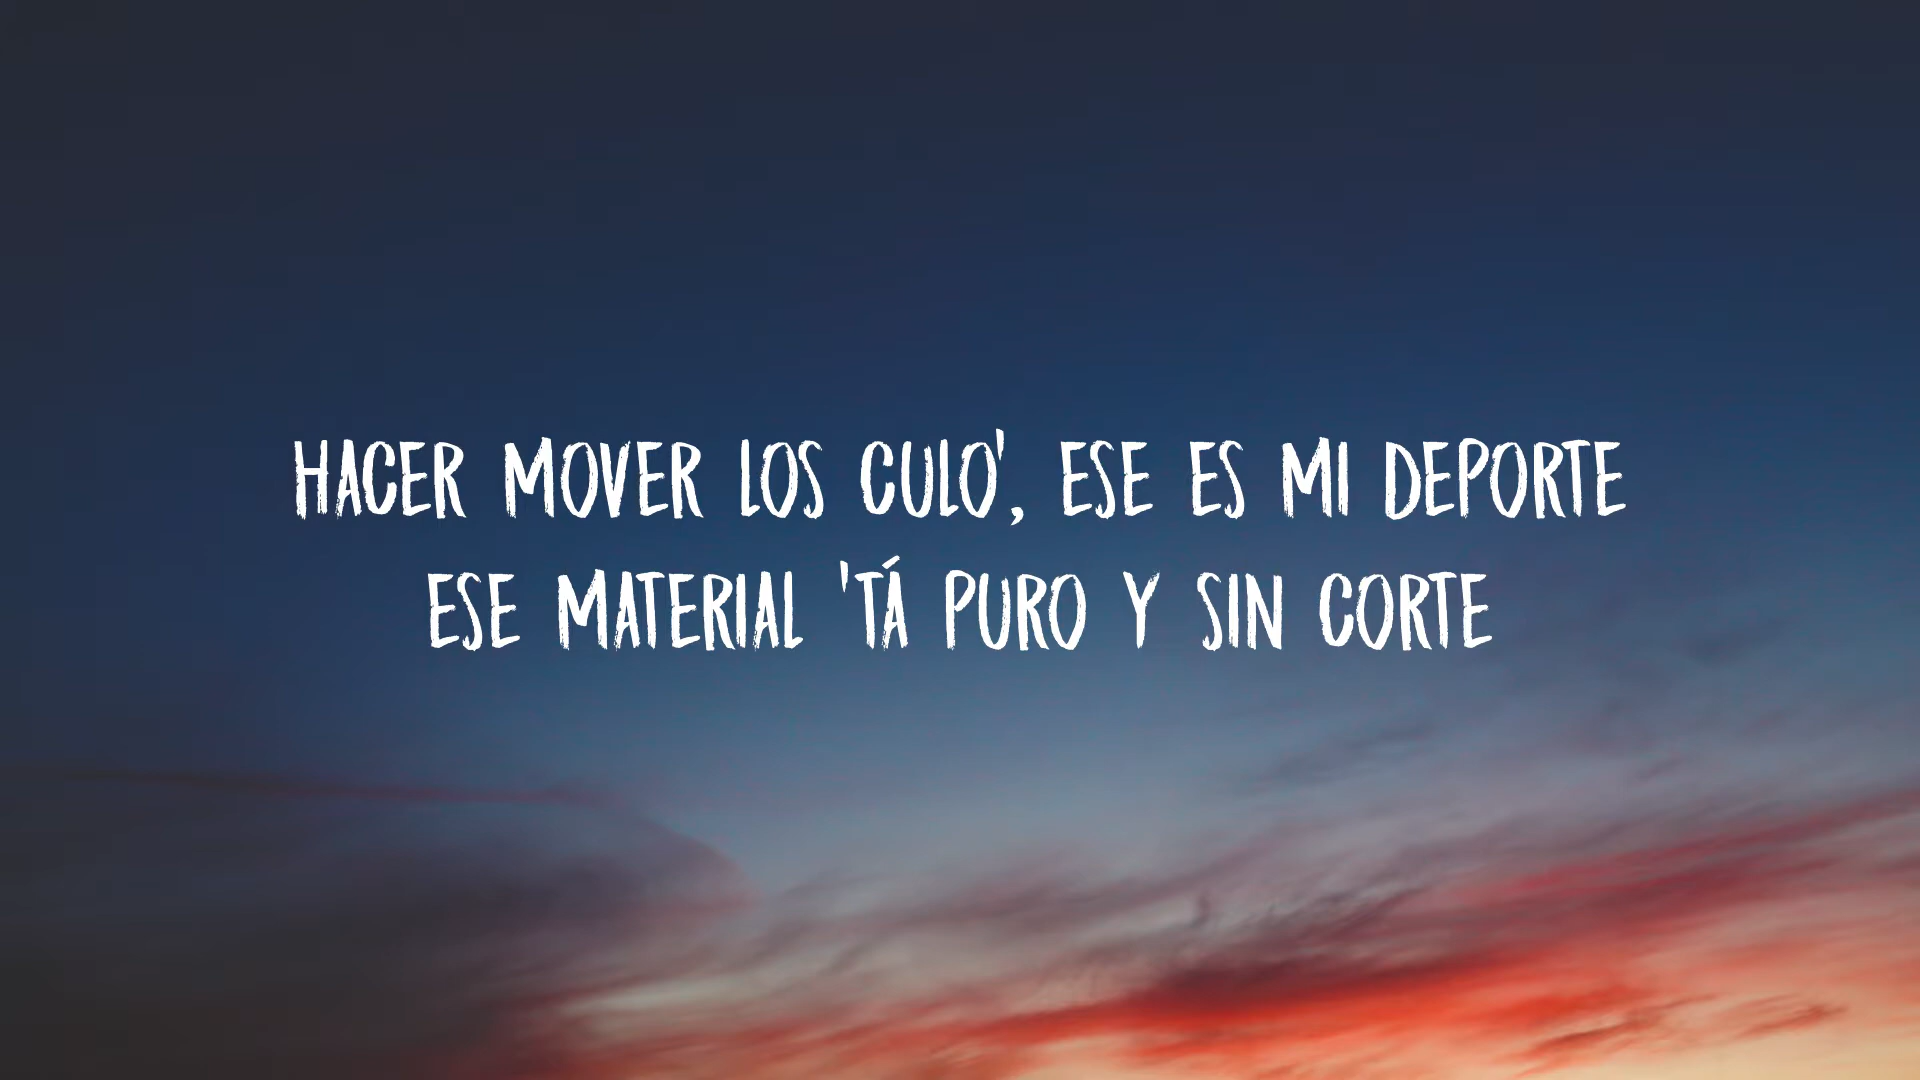 HACER MOVER LOS CULO', ESE ES MI DEPORTE
ESE MATERIAL 'TÁ PURO Y SIN CORTE